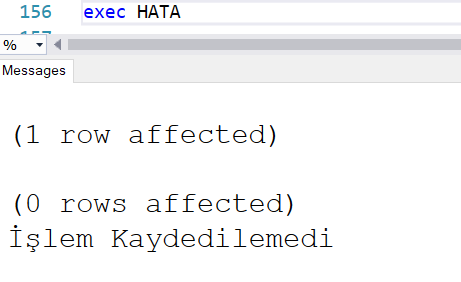 156 exec HATA
%
Messages
(1 row affected)
(0 rows affected)
İşlem Kaydedilemedi